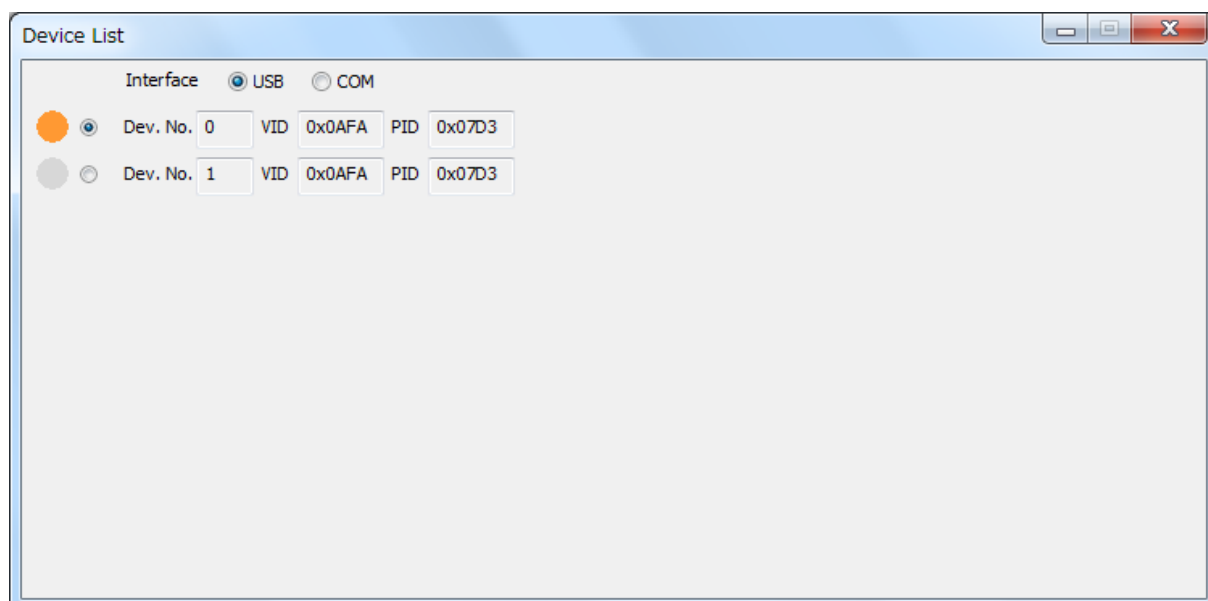 Device List
Interface USB COM
Dev. No. 0 VID 0x0AFA PID 0x07D3
Dev. No. 1 VID 0x0AFA PID 0x07D3